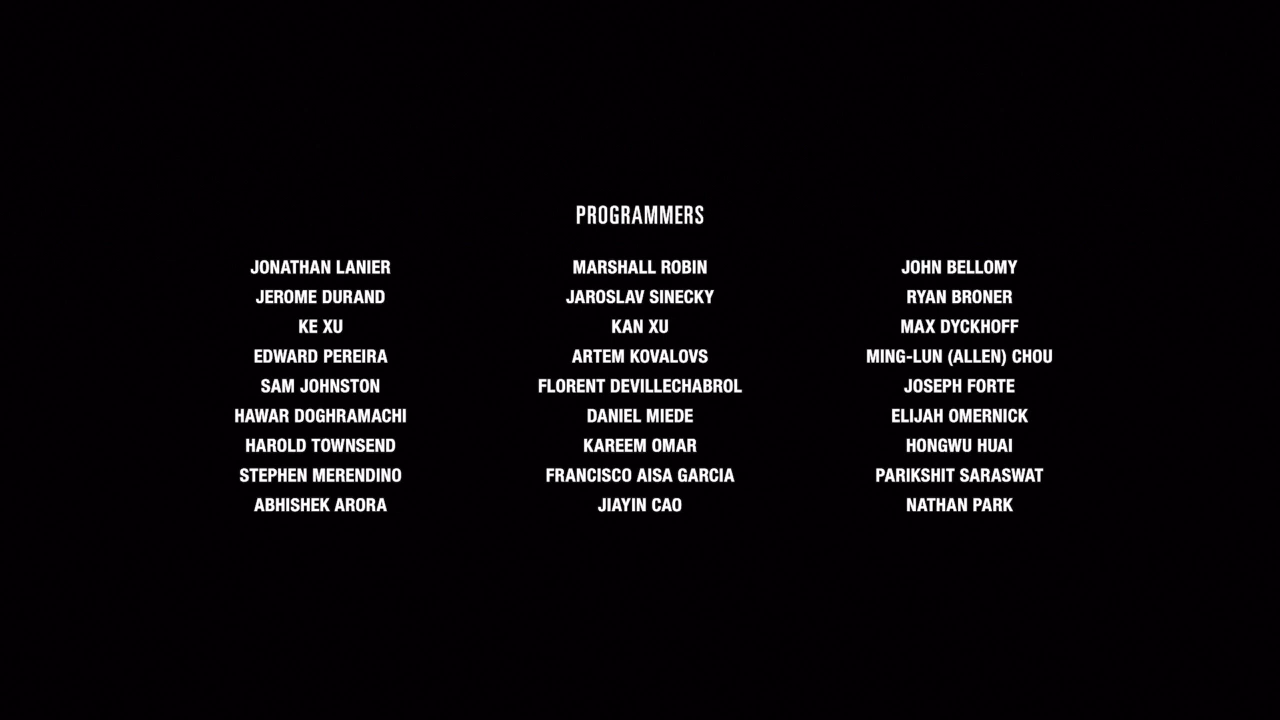 PROGRAMMERS
JONATHAN LANIER MARSHALL ROBIN JOHN BELLOMY
JEROME DURAND JAROSLAV SINECKY RYAN BRONER
KE XU KAN XU MAX DYCKHOFF
EDWARD PEREIRA ARTEM KOVALOVS MING-LUN (ALLEN) CHOU
SAM JOHNSTON FLORENT DEVILLECHABROL JOSEPH FORTE
HAWAR DOGHRAMACHI DANIEL MIEDE ELIJAH OMERNICK
HAROLD TOWNSEND KAREEM OMAR HONGWU HUAI
STEPHEN MERENDINO FRANCISCO AISA GARCIA PARIKSHIT SARASWAT
ABHISHEK ARORA JIAYIN CAO NATHAN PARK